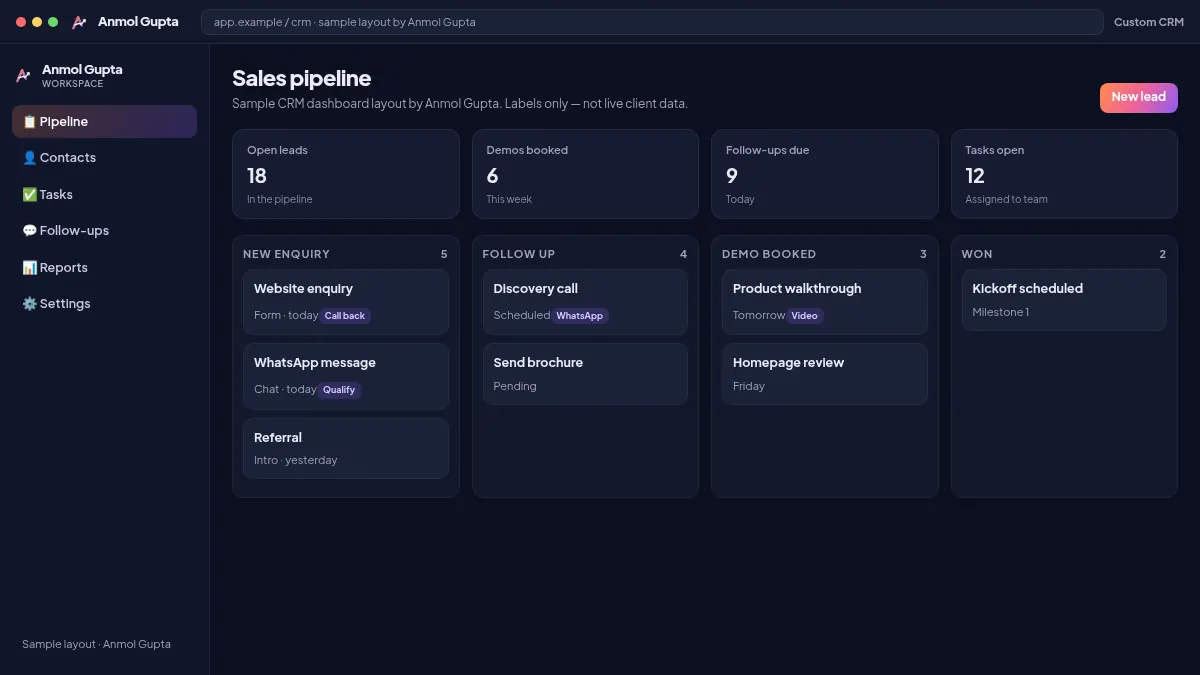 Anmol Gupta
app.example / crm · sample layout by Anmol Gupta
Custom CRM
Anmol Gupta
WORKSPACE
📋 Pipeline
👤 Contacts
✅ Tasks
💬 Follow-ups
📊 Reports
⚙️ Settings
Sample layout · Anmol Gupta
Sales pipeline
Sample CRM dashboard layout by Anmol Gupta. Labels only — not live client data.
New lead
Open leads
18
In the pipeline
Demos booked
6
This week
Follow-ups due
9
Today
Tasks open
12
Assigned to team
NEW ENQUIRY 5
Website enquiry
Form · today Call back
WhatsApp message
Chat · today Qualify
Referral
Intro · yesterday
FOLLOW UP 4
Discovery call
Scheduled WhatsApp
Send brochure
Pending
DEMO BOOKED 3
Product walkthrough
Tomorrow Video
Homepage review
Friday
WON 2
Kickoff scheduled
Milestone 1